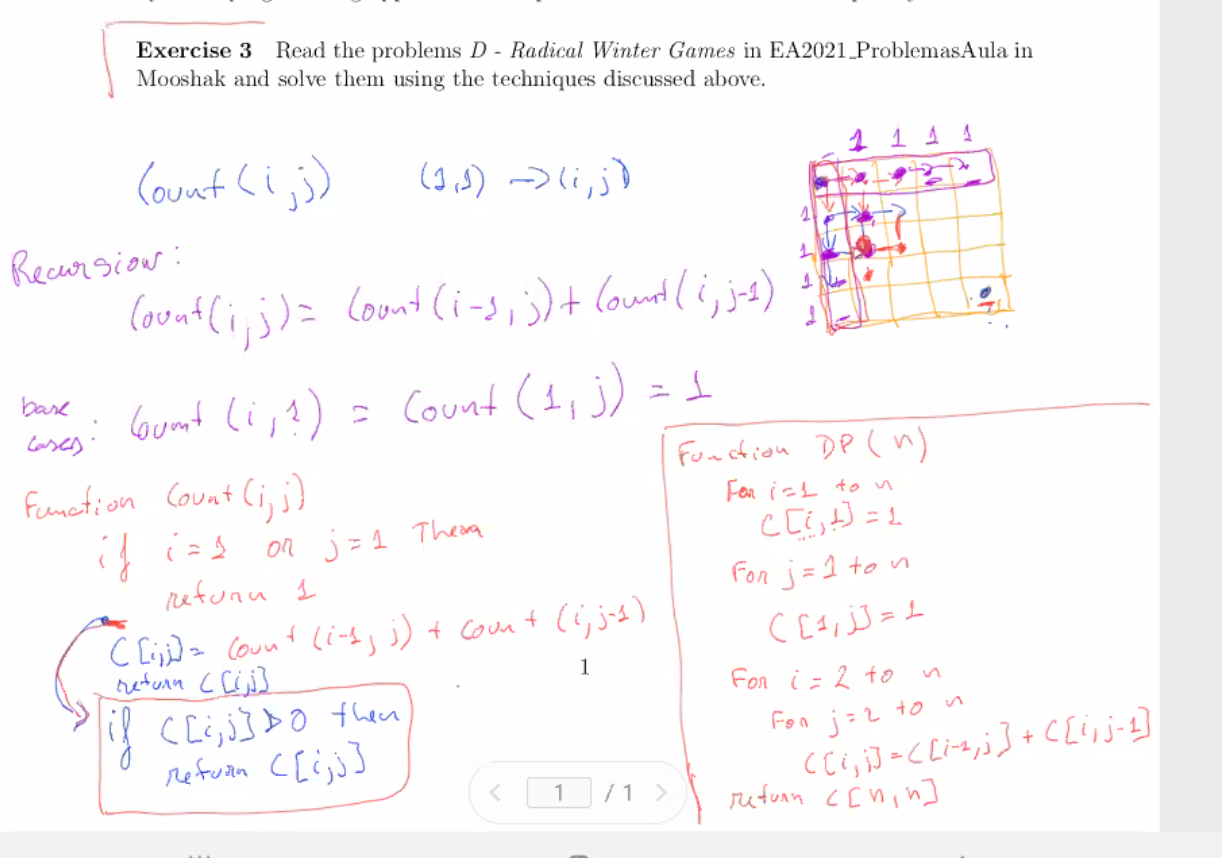 Exercise 3 Read the problems D - Radical Winter Games in EA2021_ProblemasAula in
Mooshak and solve them using the techniques discussed above.
Count(i,j) (1,1) → (i,j)
1 1 1 1
1
1
1
1
Recursion:
Count(i,j) = Count(i-1,j) + Count(i,j-1)
base
cases: Count(i,1) = Count(1,j) = 1
Function Count(i,j)
if i=1 or j=1 Then
return 1
C[i,j] = count(i-1,j) + count(i,j-1)
return C[i,j]
if C[i,j]>0 then
return C[i,j]
Function DP(n)
For i=1 to n
C[i,1]=1
For j=1 to n
C[1,j]=1
For i=2 to n
For j=2 to n
C[i,j]=C[i-1,j]+C[i,j-1]
return C[n,n]
1
1 / 1